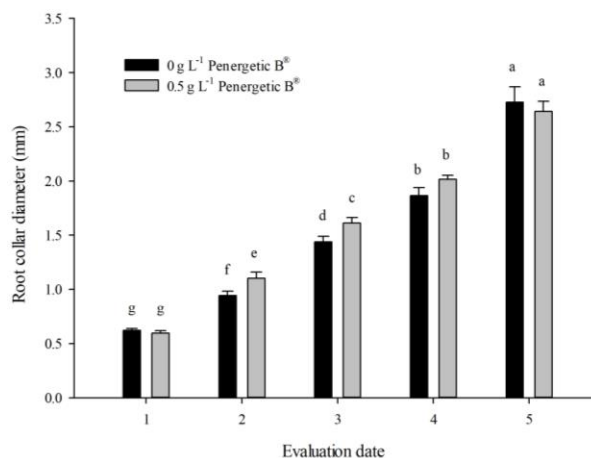 3.5
0 g L⁻¹ Penergetic B®
0.5 g L⁻¹ Penergetic B®
3.0
a a
2.5
b b
2.0
c
d
1.5
e
f
1.0
g g
0.5
0.0
1 2 3 4 5
Root collar diameter (mm)
Evaluation date